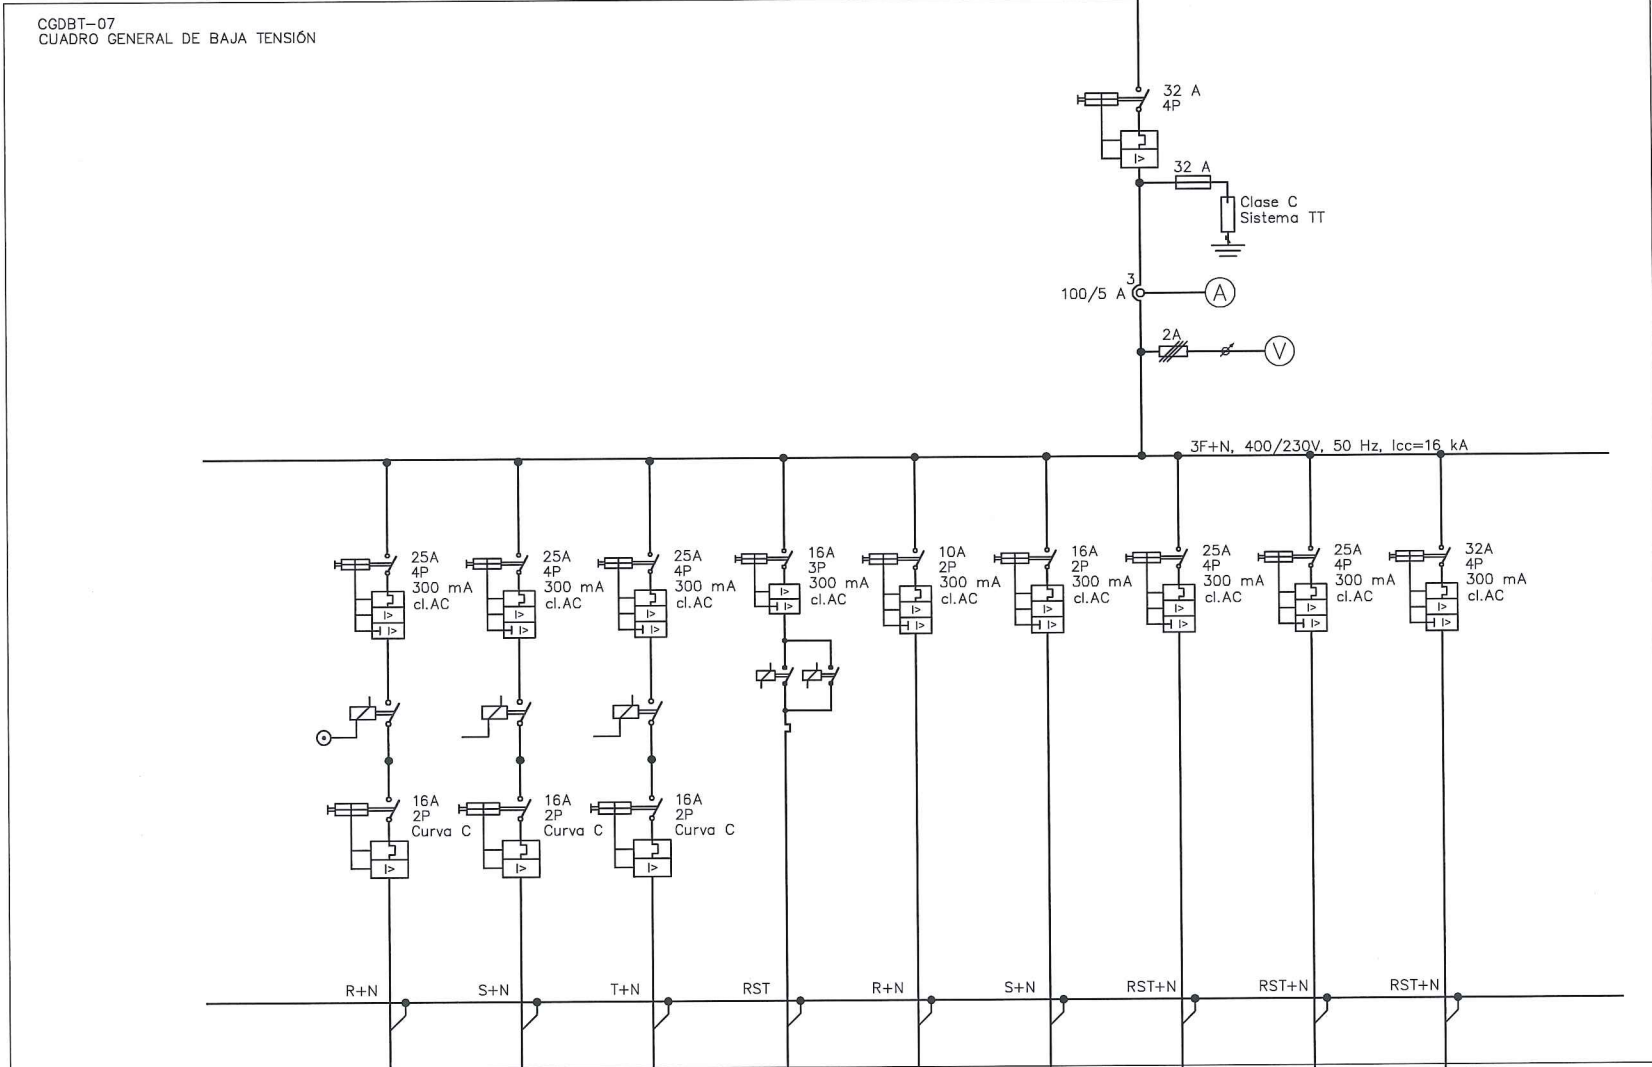 CGDBT-07
CUADRO GENERAL DE BAJA TENSIÓN
32 A
4P
I>
32 A
Clase C
Sistema TT
3
100/5 A
A
2A
V
3F+N, 400/230V, 50 Hz, Icc=16 kA
25A
4P
300 mA
cl.AC
I>
I>
25A
4P
300 mA
cl.AC
I>
I>
25A
4P
300 mA
cl.AC
I>
I>
16A
3P
300 mA
cl.AC
I>
I>
10A
2P
300 mA
cl.AC
I>
I>
16A
2P
300 mA
cl.AC
I>
I>
25A
4P
300 mA
cl.AC
I>
I>
25A
4P
300 mA
cl.AC
I>
I>
32A
4P
300 mA
cl.AC
I>
I>
16A
2P
Curva C
I>
16A
2P
Curva C
I>
16A
2P
Curva C
I>
R+N
S+N
T+N
RST
R+N
S+N
RST+N
RST+N
RST+N